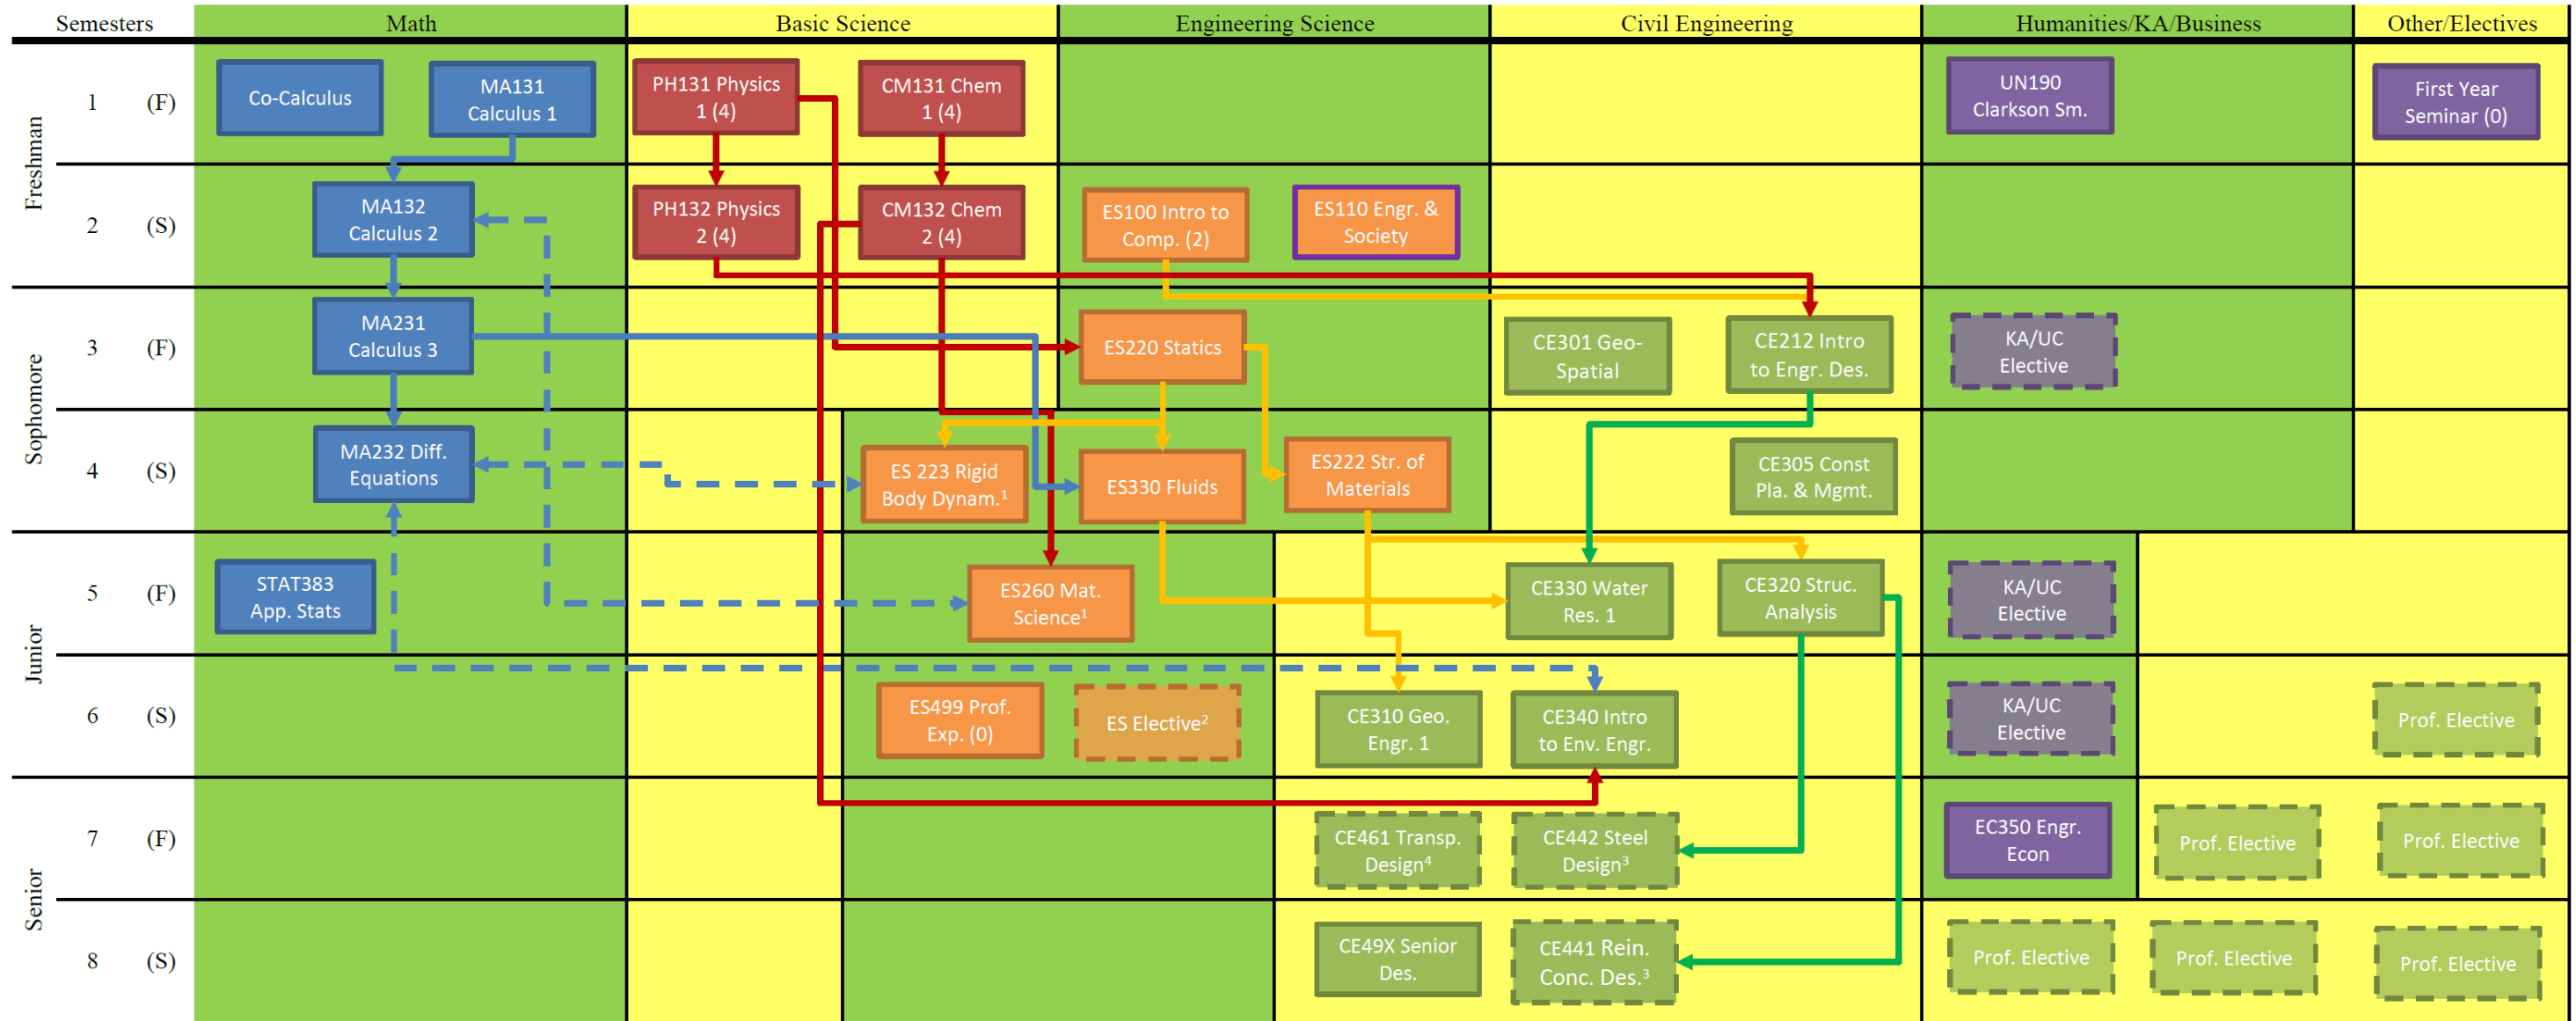 Semesters
Math
Basic Science
Engineering Science
Civil Engineering
Humanities/KA/Business
Other/Electives
Freshman
1 (F)
Co-Calculus
MA131
Calculus 1
PH131 Physics
1 (4)
CM131 Chem
1 (4)
UN190
Clarkson Sm.
First Year
Seminar (0)
2 (S)
MA132
Calculus 2
PH132 Physics
2 (4)
CM132 Chem
2 (4)
ES100 Intro to
Comp. (2)
ES110 Engr. &
Society
Sophomore
3 (F)
MA231
Calculus 3
ES220 Statics
CE301 Geo-
Spatial
CE212 Intro
to Engr. Des.
KA/UC
Elective
4 (S)
MA232 Diff.
Equations
ES 223 Rigid
Body Dynam.¹
ES330 Fluids
ES222 Str. of
Materials
CE305 Const
Pla. & Mgmt.
Junior
5 (F)
STAT383
App. Stats
ES260 Mat.
Science¹
CE330 Water
Res. 1
CE320 Struc.
Analysis
KA/UC
Elective
6 (S)
ES499 Prof.
Exp. (0)
ES Elective²
CE310 Geo.
Engr. 1
CE340 Intro
to Env. Engr.
KA/UC
Elective
Prof. Elective
Senior
7 (F)
CE461 Transp.
Design⁴
CE442 Steel
Design³
EC350 Engr.
Econ
Prof. Elective
Prof. Elective
8 (S)
CE49X Senior
Des.
CE441 Rein.
Conc. Des.³
Prof. Elective
Prof. Elective
Prof. Elective